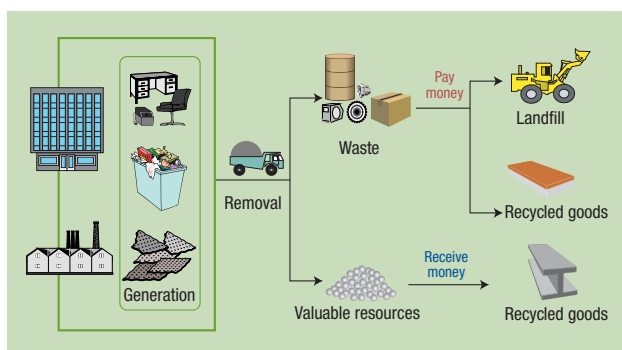 Generation
Removal
Waste
Pay
money
Landfill
Recycled goods
Valuable resources
Receive
money
Recycled goods